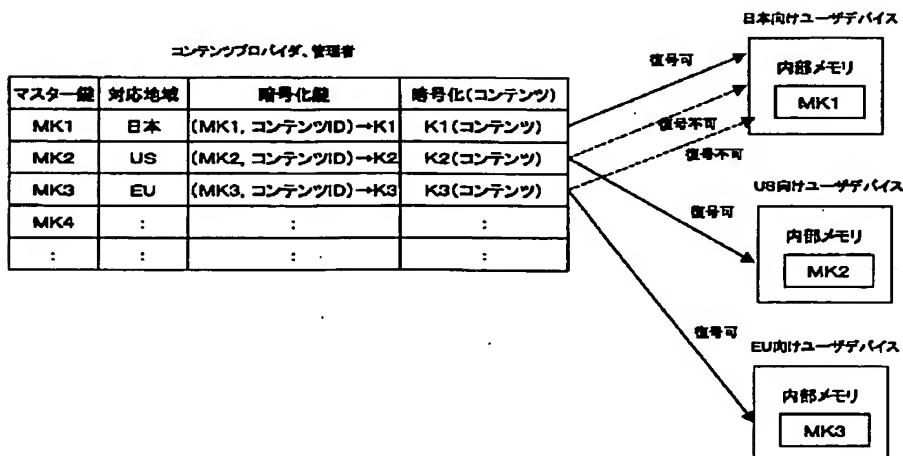 コンテンツプロバイダ、管理者
マスター鍵 対応地域 暗号化鍵 暗号化(コンテンツ)
MK1 日本 (MK1, コンテンツID)→K1 K1(コンテンツ)
MK2 US (MK2, コンテンツID)→K2 K2(コンテンツ)
MK3 EU (MK3, コンテンツID)→K3 K3(コンテンツ)
MK4 : : :
: : : :
復号可
復号不可
復号不可
復号可
復号可
日本向けユーザデバイス
内部メモリ
MK1
US向けユーザデバイス
内部メモリ
MK2
EU向けユーザデバイス
内部メモリ
MK3